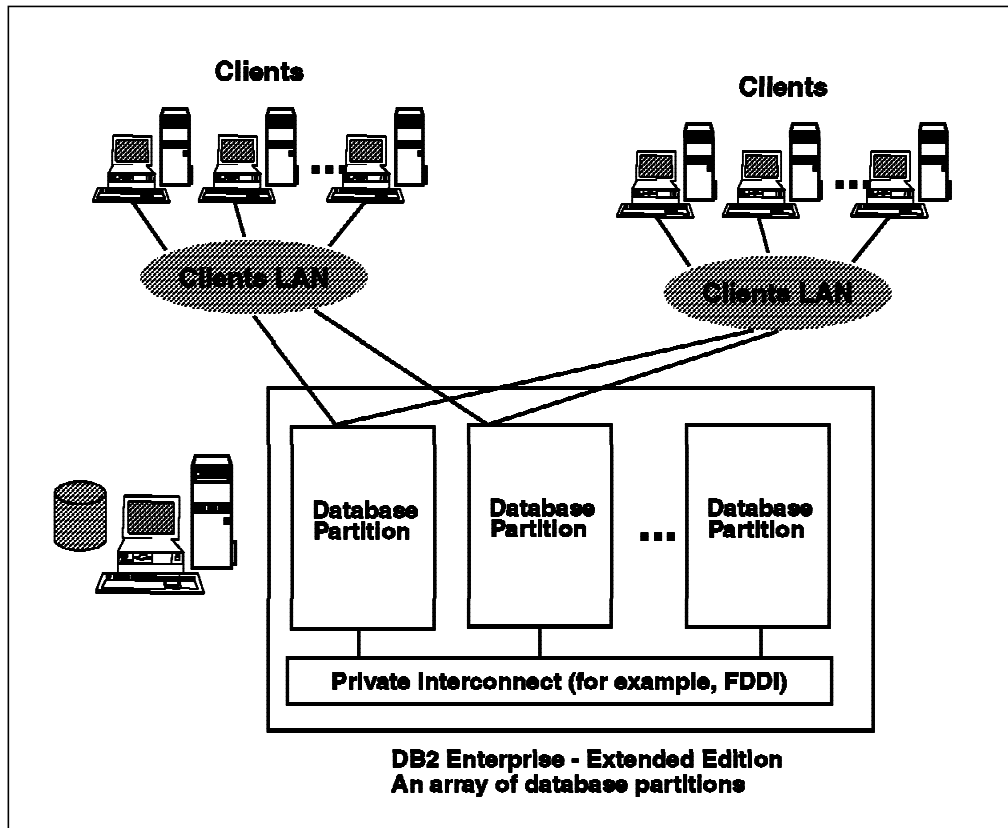 Clients
Clients
Clients LAN
Clients LAN
Database
Partition
Database
Partition
...
Database
Partition
Private Interconnect (for example, FDDI)
DB2 Enterprise - Extended Edition
An array of database partitions